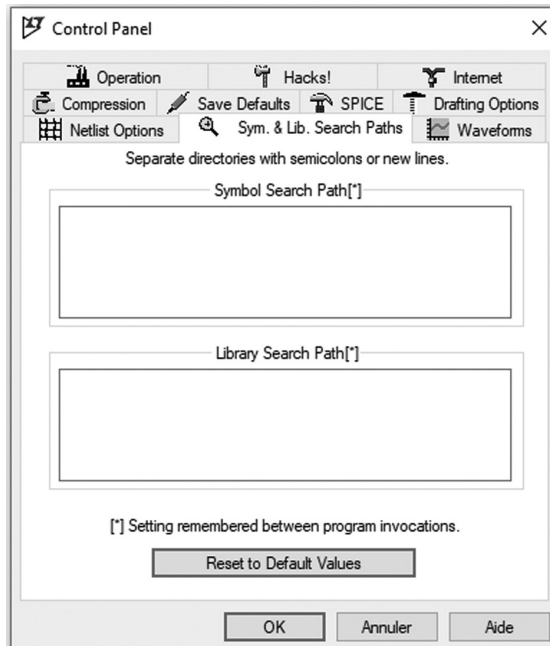 Control Panel
Operation Hacks! Internet
Compression Save Defaults SPICE Drafting Options
Netlist Options Sym. & Lib. Search Paths Waveforms
Separate directories with semicolons or new lines.
Symbol Search Path[*]
Library Search Path[*]
[*] Setting remembered between program invocations.
Reset to Default Values
OK Annuler Aide